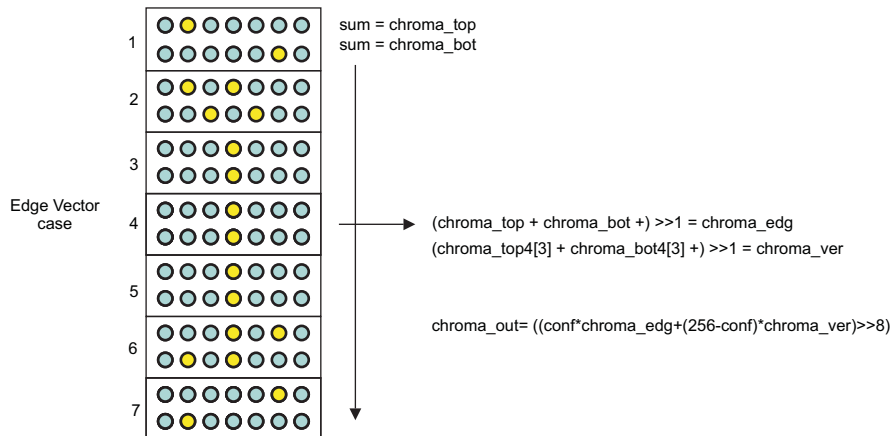 1
sum = chroma_top
sum = chroma_bot
2
3
Edge Vector
case
4
(chroma_top + chroma_bot +) >>1 = chroma_edg
(chroma_top4[3] + chroma_bot4[3] +) >>1 = chroma_ver
5
6
chroma_out= ((conf*chroma_edg+(256-conf)*chroma_ver)>>8)
7